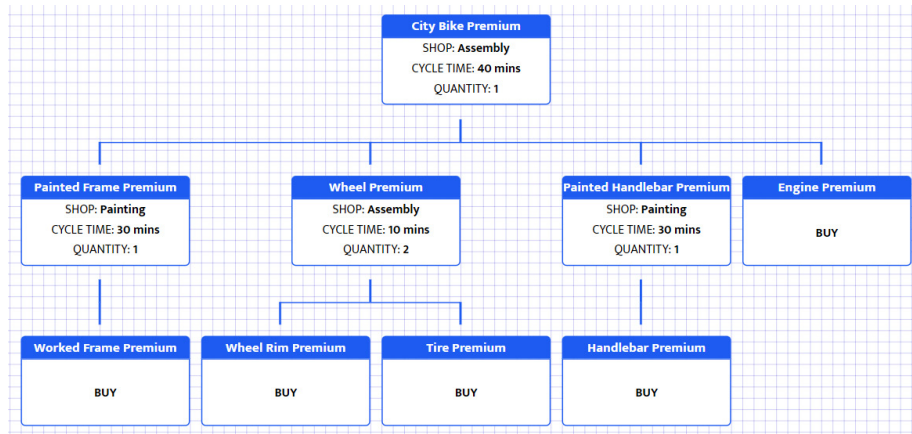 City Bike Premium
SHOP: Assembly
CYCLE TIME: 40 mins
QUANTITY: 1
Painted Frame Premium
SHOP: Painting
CYCLE TIME: 30 mins
QUANTITY: 1
Wheel Premium
SHOP: Assembly
CYCLE TIME: 10 mins
QUANTITY: 2
Painted Handlebar Premium
SHOP: Painting
CYCLE TIME: 30 mins
QUANTITY: 1
Engine Premium
BUY
Worked Frame Premium
BUY
Wheel Rim Premium
BUY
Tire Premium
BUY
Handlebar Premium
BUY